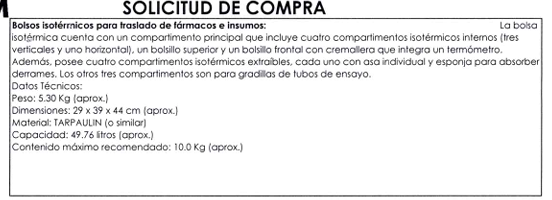 SOLICITUD DE COMPRA
Bolsos isotérmicos para traslado de fármacos e insumos: La bolsa
isotérmica cuenta con un compartimento principal que incluye cuatro compartimentos isotérmicos internos (tres
verticales y uno horizontal), un bolsillo superior y un bolsillo frontal con cremallera que integra un termómetro.
Además, posee cuatro compartimentos isotérmicos extraíbles, cada uno con asa individual y esponja para absorber
derrames. Los otros tres compartimentos son para gradillas de tubos de ensayo.
Datos Técnicos:
Peso: 5.30 Kg (aprox.)
Dimensiones: 29 x 39 x 44 cm (aprox.)
Material: TARPAULIN (o similar)
Capacidad: 49.76 litros (aprox.)
Contenido máximo recomendado: 10.0 Kg (aprox.)